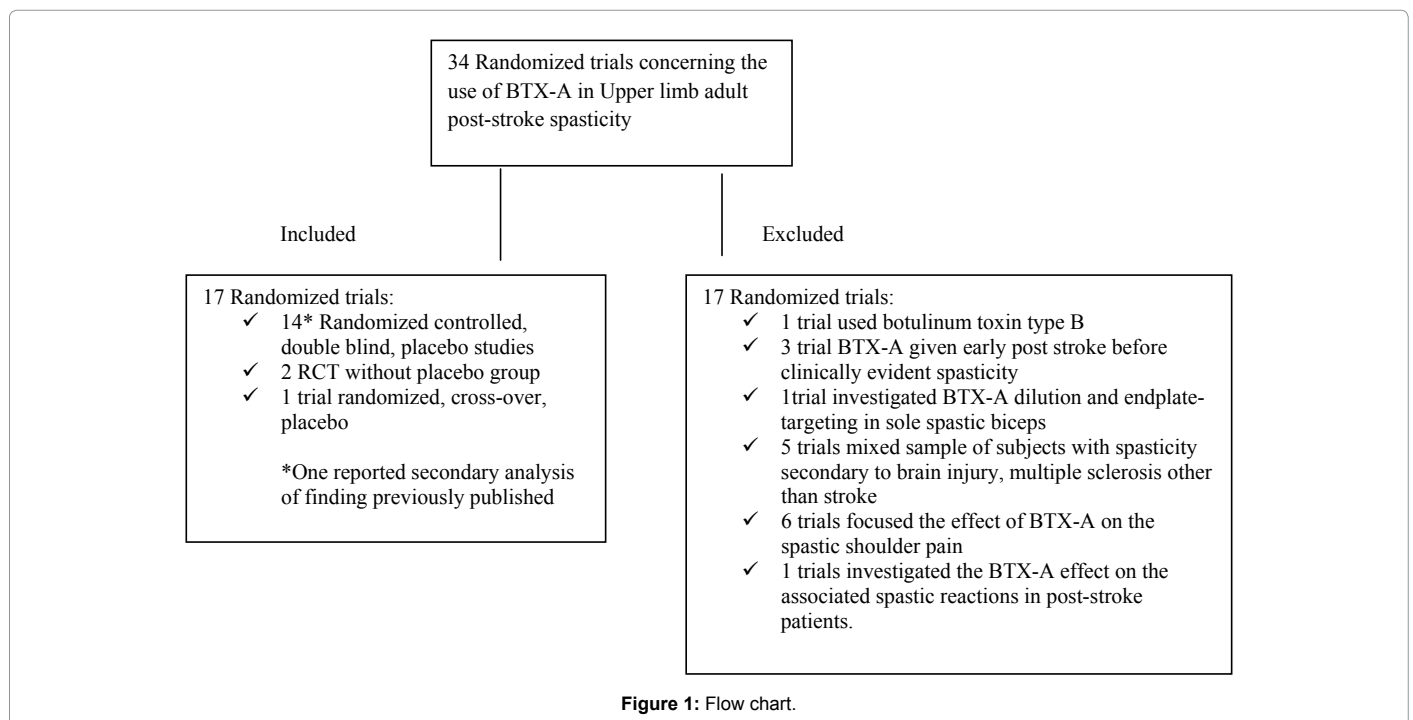 34 Randomized trials concerning the
use of BTX-A in Upper limb adult
post-stroke spasticity
Included
Excluded
17 Randomized trials:
✓ 14* Randomized controlled,
double blind, placebo studies
✓ 2 RCT without placebo group
✓ 1 trial randomized, cross-over,
placebo
*One reported secondary analysis
of finding previously published
17 Randomized trials:
✓ 1 trial used botulinum toxin type B
✓ 3 trial BTX-A given early post stroke before
clinically evident spasticity
✓ 1trial investigated BTX-A dilution and endplate-
targeting in sole spastic biceps
✓ 5 trials mixed sample of subjects with spasticity
secondary to brain injury, multiple sclerosis other
than stroke
✓ 6 trials focused the effect of BTX-A on the
spastic shoulder pain
✓ 1 trials investigated the BTX-A effect on the
associated spastic reactions in post-stroke
patients.
Figure 1: Flow chart.